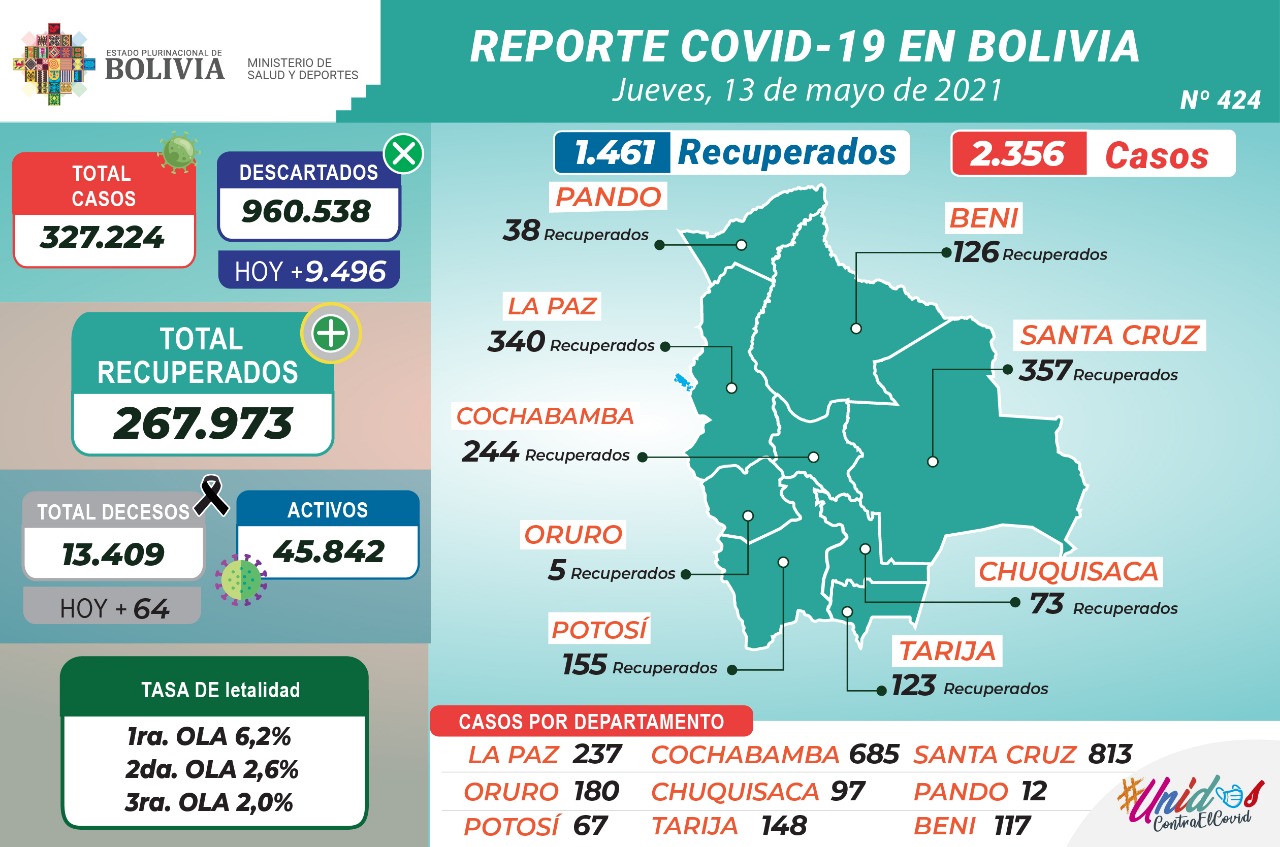 ESTADO PLURINACIONAL DE
BOLIVIA
MINISTERIO DE
SALUD Y DEPORTES
REPORTE COVID-19 EN BOLIVIA
Jueves, 13 de mayo de 2021
Nº 424
TOTAL
CASOS
327.224
DESCARTADOS
960.538
HOY +9.496
TOTAL
RECUPERADOS
267.973
TOTAL DECESOS
13.409
HOY + 64
ACTIVOS
45.842
TASA DE letalidad
1ra. OLA 6,2%
2da. OLA 2,6%
3ra. OLA 2,0%
1.461 Recuperados
2.356 Casos
PANDO
38 Recuperados
BENI
126 Recuperados
LA PAZ
340 Recuperados
SANTA CRUZ
357 Recuperados
COCHABAMBA
244 Recuperados
ORURO
5 Recuperados
CHUQUISACA
73 Recuperados
POTOSÍ
155 Recuperados
TARIJA
123 Recuperados
CASOS POR DEPARTAMENTO
LA PAZ 237 COCHABAMBA 685 SANTA CRUZ 813
ORURO 180 CHUQUISACA 97 PANDO 12
POTOSÍ 67 TARIJA 148 BENI 117
#Unidos
ContraElCovid